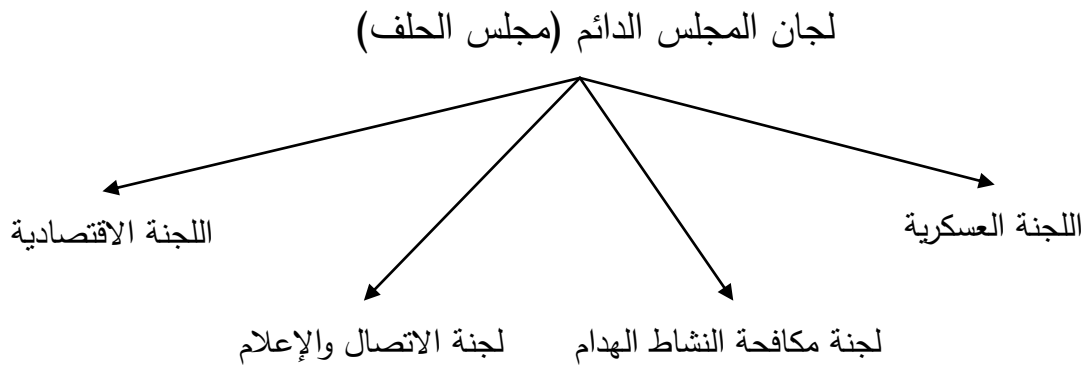 لجان المجلس الدائم (مجلس الحلف)
اللجنة العسكرية
اللجنة الاقتصادية
لجنة مكافحة النشاط الهدام
لجنة الاتصال والإعلام